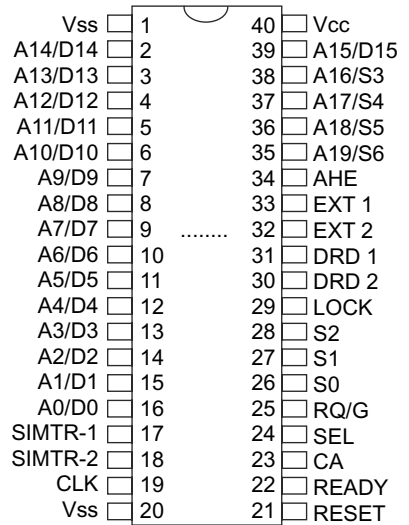 Vss 1 40 Vcc
A14/D14 2 39 A15/D15
A13/D13 3 38 A16/S3
A12/D12 4 37 A17/S4
A11/D11 5 36 A18/S5
A10/D10 6 35 A19/S6
A9/D9 7 34 AHE
A8/D8 8 33 EXT 1
A7/D7 9 ........ 32 EXT 2
A6/D6 10 31 DRD 1
A5/D5 11 30 DRD 2
A4/D4 12 29 LOCK
A3/D3 13 28 S2
A2/D2 14 27 S1
A1/D1 15 26 S0
A0/D0 16 25 RQ/G
SIMTR-1 17 24 SEL
SIMTR-2 18 23 CA
CLK 19 22 READY
Vss 20 21 RESET